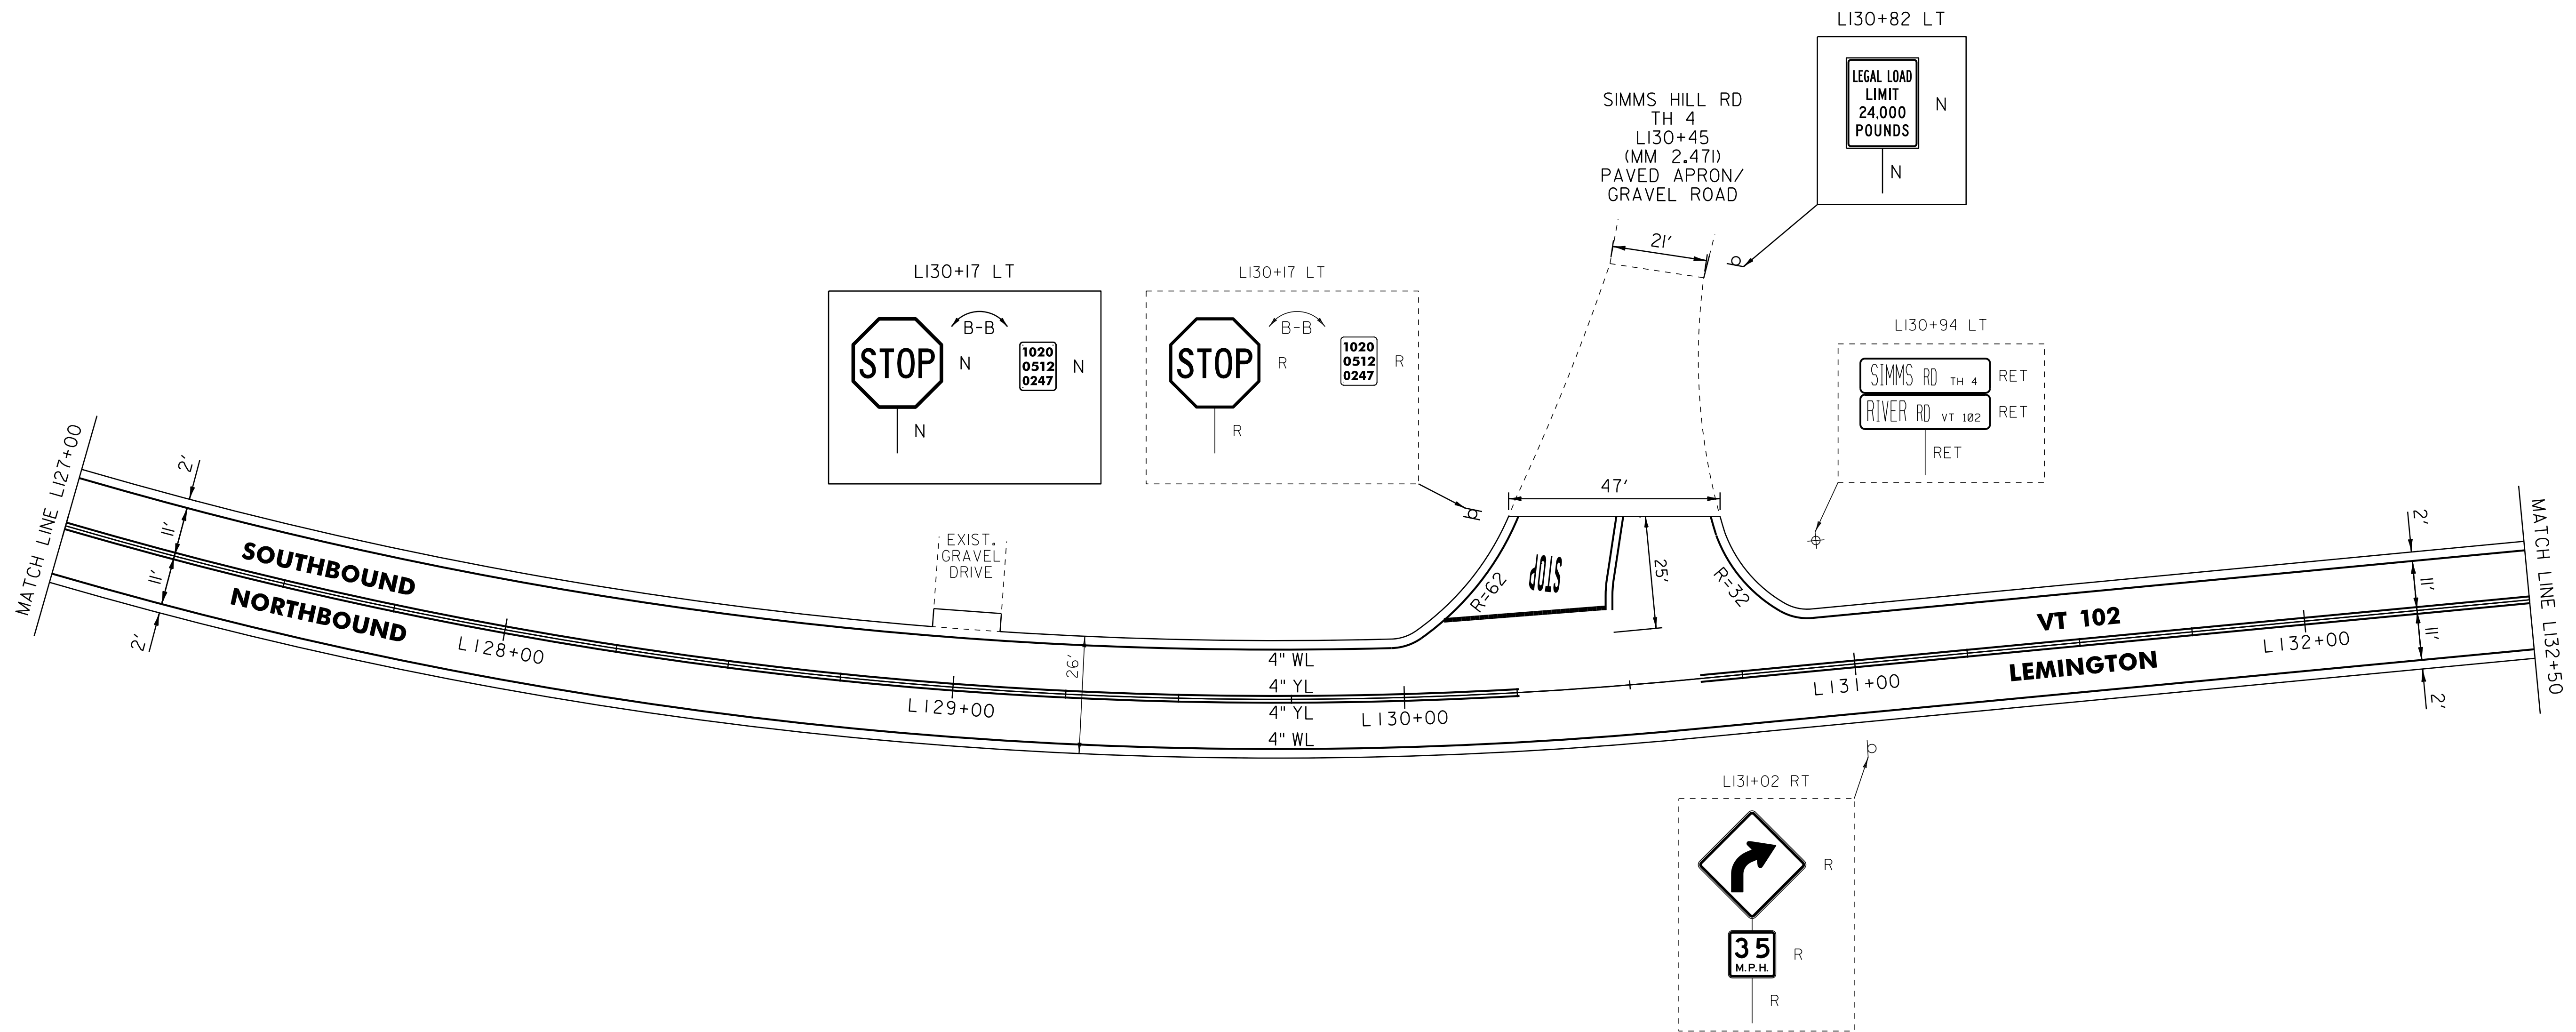 L130+82 LT
LEGAL LOAD
LIMIT
24,000
POUNDS
N
N
SIMMS HILL RD
TH 4
L130+45
(MM 2.471)
PAVED APRON/
GRAVEL ROAD
21'
L130+17 LT
STOP
N
B-B
1020
0512
0247
N
N
L130+17 LT
STOP
R
B-B
1020
0512
0247
R
R
L130+94 LT
SIMMS RD TH 4
RET
RIVER RD VT 102
RET
RET
MATCH LINE L127+00
2'
11'
11'
2'
SOUTHBOUND
NORTHBOUND
L128+00
EXIST.
GRAVEL
DRIVE
L129+00
26'
4" WL
4" YL
4" YL
4" WL
L130+00
47'
R=62
STOP
25'
R=32
L131+00
VT 102
LEMINGTON
L132+00
2'
11'
11'
2'
MATCH LINE L132+50
L131+02 RT
R
35
M.P.H.
R
R